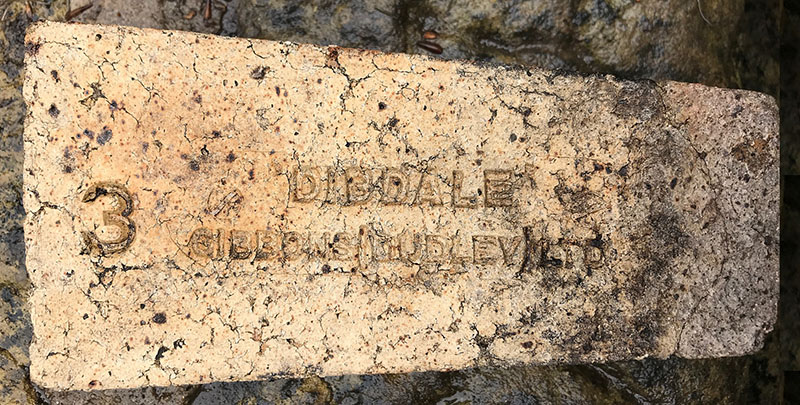 3
DIBDALE
GIBBONS (DUDLEY) LTD